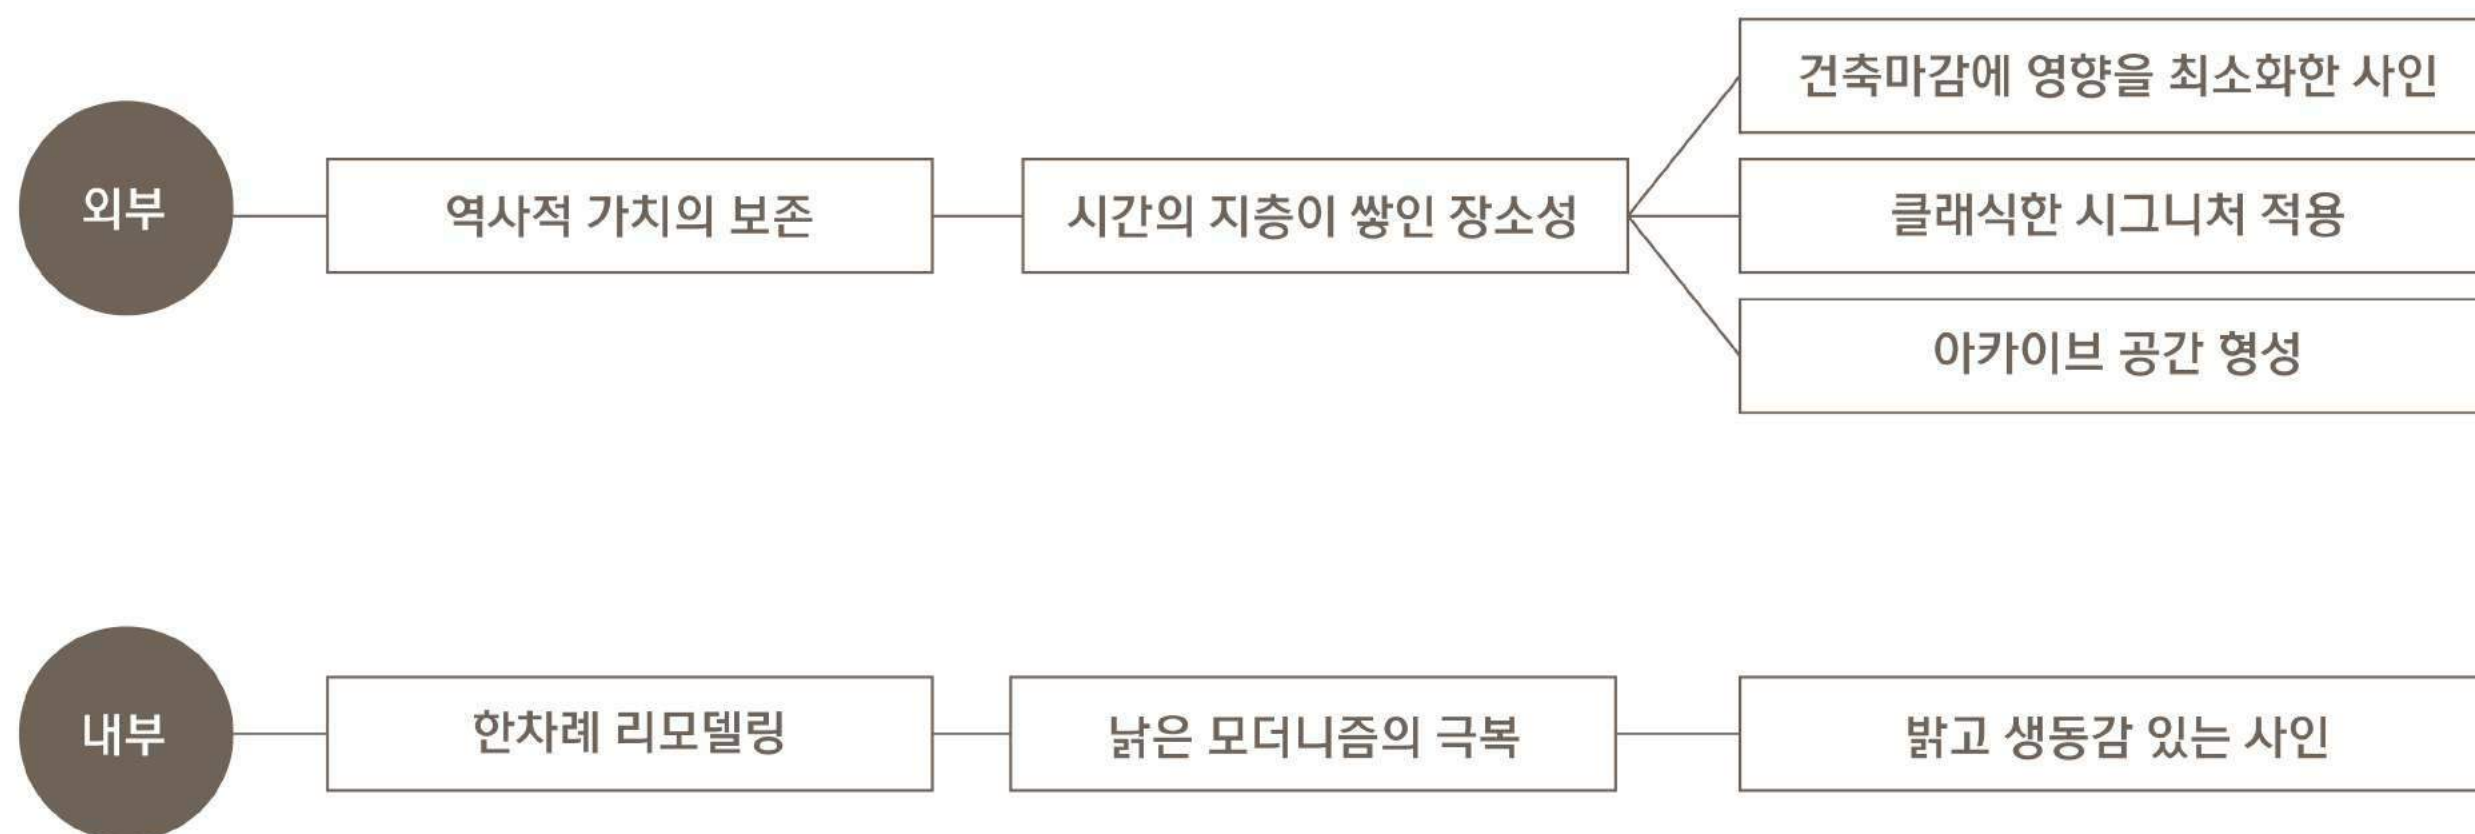 외부
역사적 가치의 보존
시간의 지층이 쌓인 장소성
건축마감에 영향을 최소화한 사인
클래식한 시그니처 적용
아카이브 공간 형성
내부
한차례 리모델링
낡은 모더니즘의 극복
밝고 생동감 있는 사인